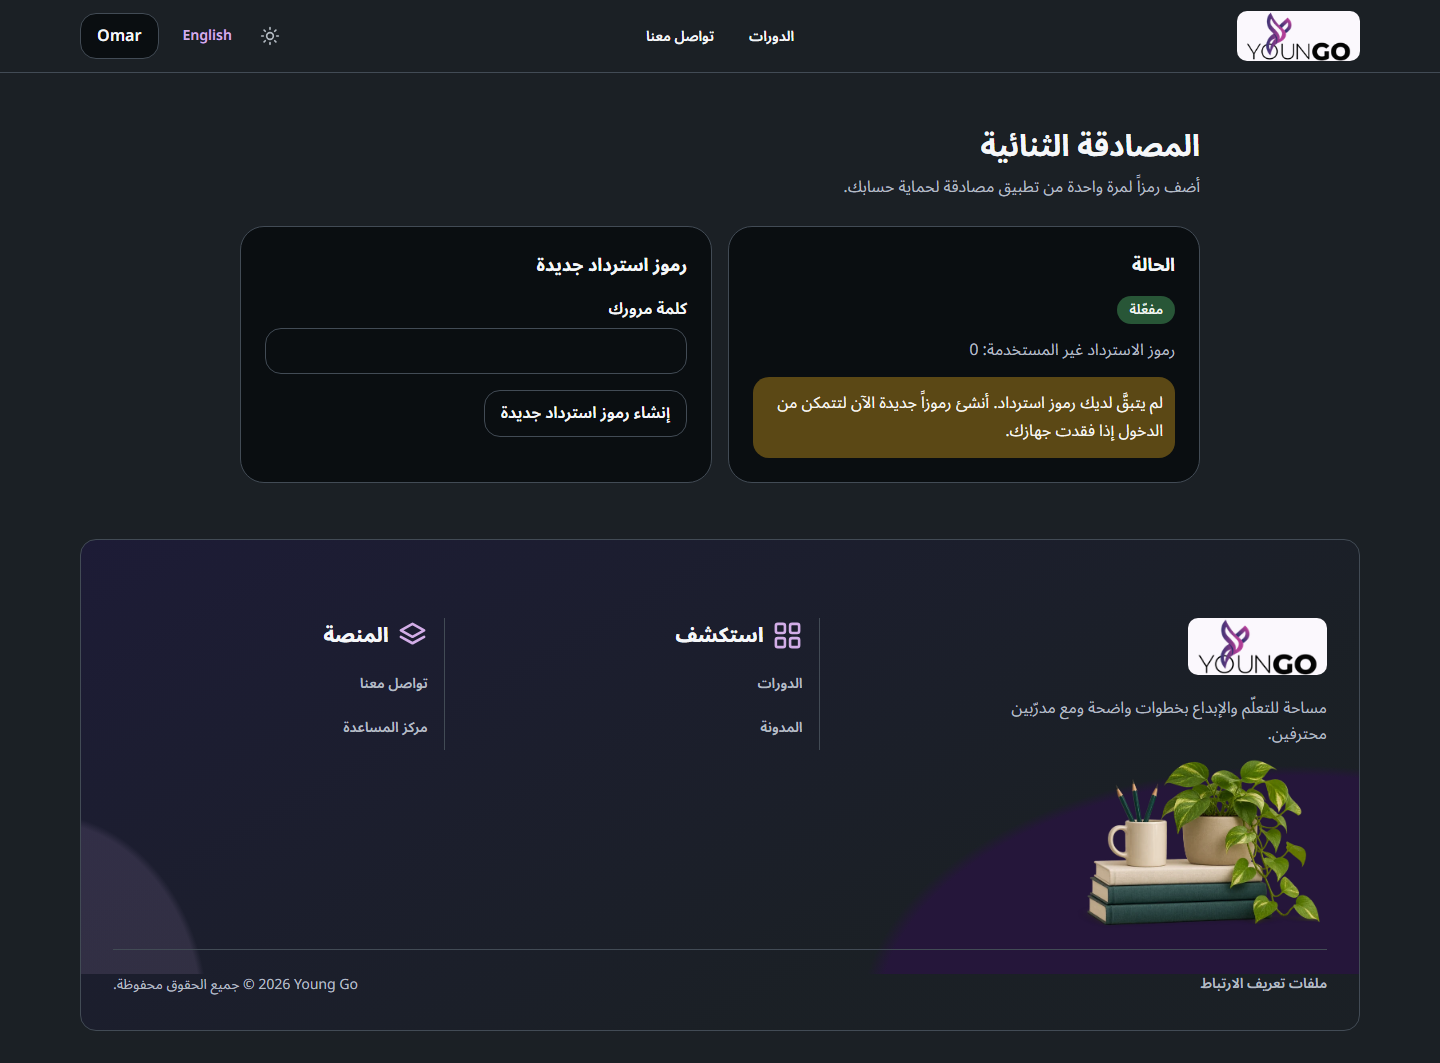 YOUNGO
الدورات
تواصل معنا
English
Omar
المصادقة الثنائية
أضف رمزاً لمرة واحدة من تطبيق مصادقة لحماية حسابك.
الحالة
مفعّلة
رموز الاسترداد غير المستخدمة: 0
لم يتبقَّ لديك رموز استرداد. أنشئ رموزاً جديدة الآن لتتمكن من
الدخول إذا فقدت جهازك.
رموز استرداد جديدة
كلمة مرورك
إنشاء رموز استرداد جديدة
YOUNGO
مساحة للتعلّم والإبداع بخطوات واضحة ومع مدرّبين
محترفين.
استكشف
الدورات
المدونة
المنصة
تواصل معنا
مركز المساعدة
ملفات تعريف الارتباط
Young Go 2026 © جميع الحقوق محفوظة.